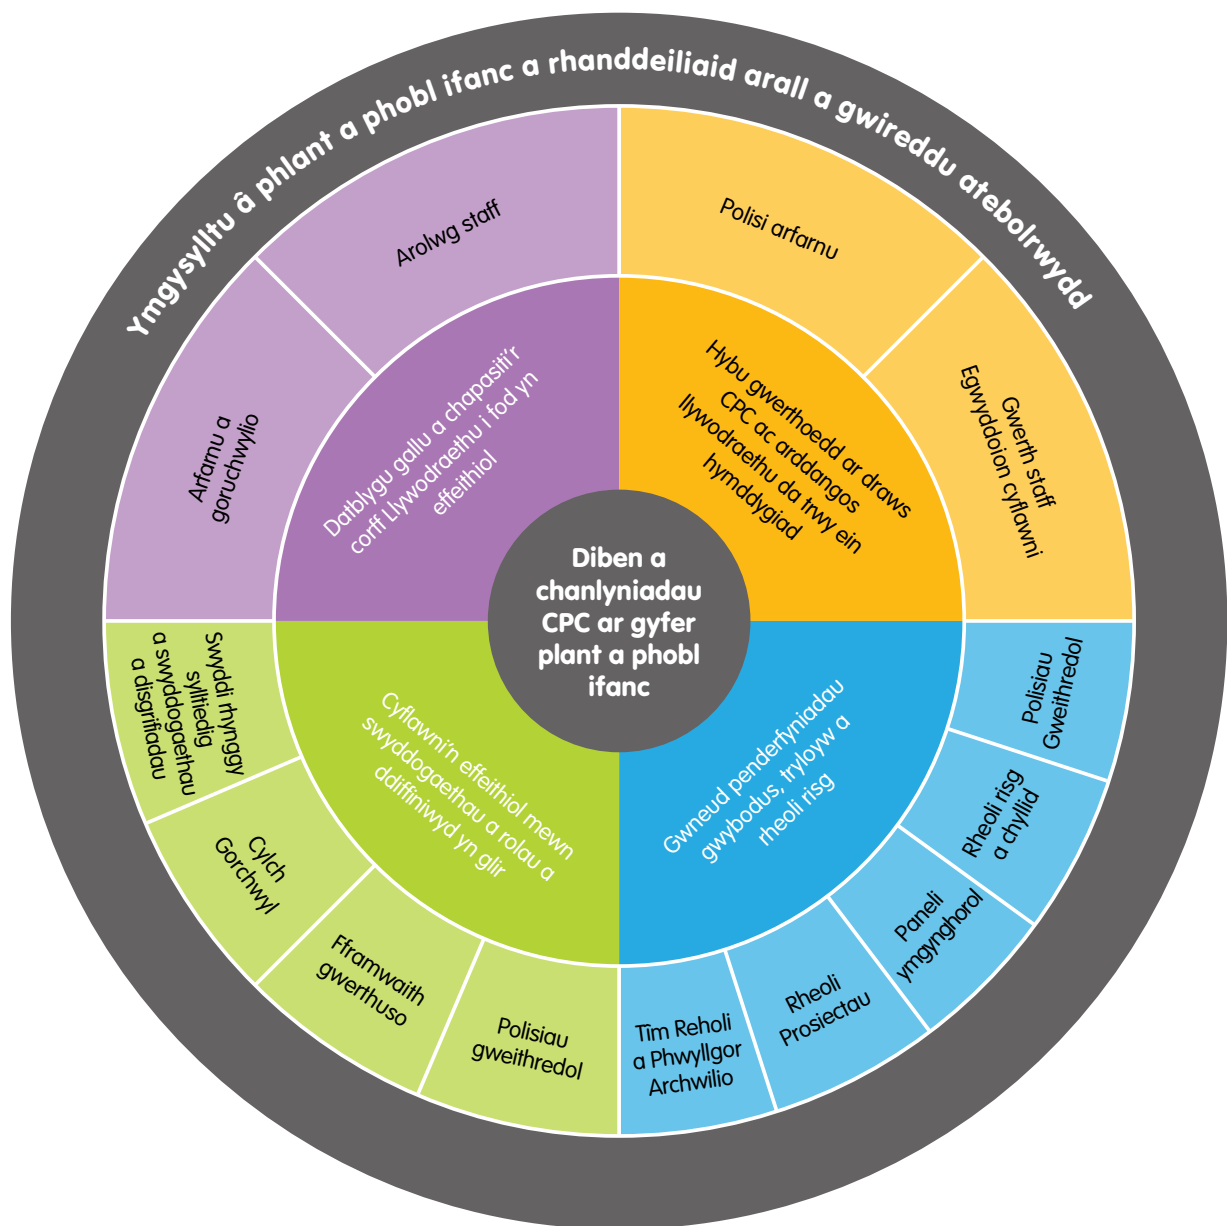 Ymgysylltu â phlant a phobl ifanc a rhanddeiliaid arall a gwireddu atebolrwydd
Arolwg staff
Polisi arfarnu
Arfarnu a
goruchwylio
Datblygu gallu a chapasiti’r
corff Llywodraethu i fod yn
effeithiol
Hybu gwerthoedd ar draws
CPC ac arddangos
llywodraethu da trwy ein
hymddygiad
Gwerth staff
Egwyddoion cyflawni
Diben a
chanlyniadau
CPC ar gyfer
plant a phobl
ifanc
Swyddi rhynggy
sylltiedig
a swyddogaethau
a disgrifiadau
Cyflawni’n effeithiol mewn
swyddogaethau a rolau a
ddiffiniwyd yn glir
Gwneud penderfyniadau
gwybodus, tryloyw a
rheoli risg
Polisiau
Gweithredol
Rheoli risg
a chyllid
Paneli
ymgynghorol
Rheoli
Prosiectau
Tîm Reholi
a Phwyllgor
Archwilio
Polisiau
gweithredol
Fframwaith
gwerthuso
Cylch
Gorchwyl